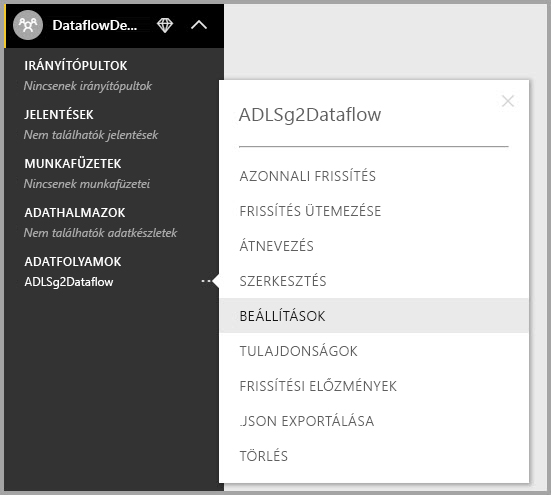 DataflowDe...
IRÁNYÍTÓPULTOK
Nincsenek irányítópultok
JELENTÉSEK
Nem találhatók jelentések
MUNKAFÜZETEK
Nincsenek munkafüzetei
ADATHALMAZOK
Nem találhatók adatkészletek
ADATFOLYAMOK
ADLSg2Dataflow
ADLSg2Dataflow
AZONNALI FRISSÍTÉS
FRISSÍTÉS ÜTEMEZÉSE
ÁTNEVEZÉS
SZERKESZTÉS
BEÁLLÍTÁSOK
TULAJDONSÁGOK
FRISSÍTÉSI ELŐZMÉNYEK
.JSON EXPORTÁLÁSA
TÖRLÉS